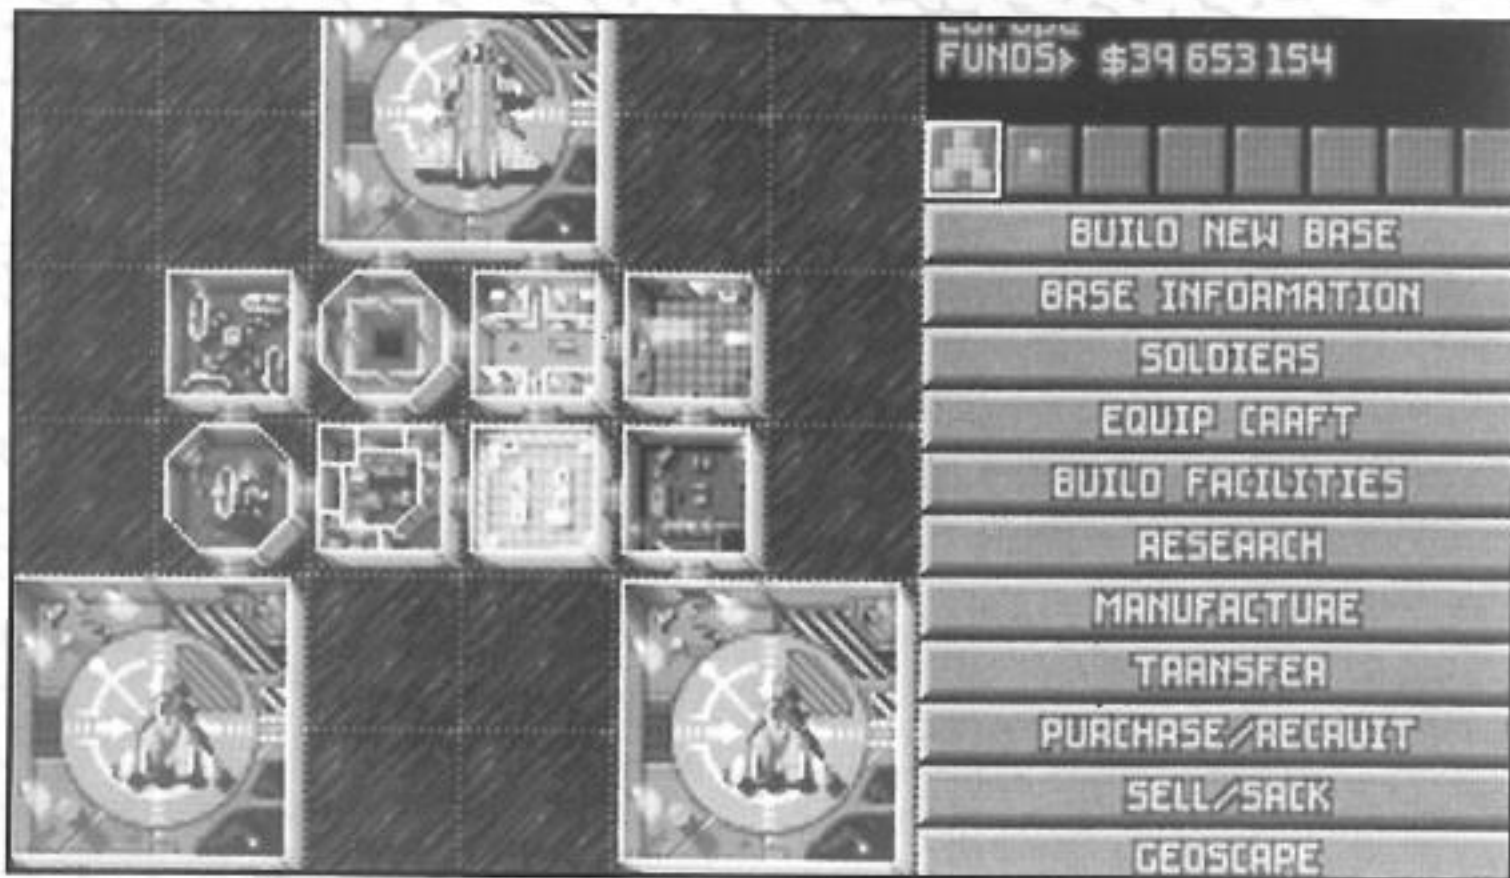 FUNDS> $39 653 154
BUILD NEW BASE
BASE INFORMATION
SOLDIERS
EQUIP CRAFT
BUILD FACILITIES
RESEARCH
MANUFACTURE
TRANSFER
PURCHASE/RECRUIT
SELL/SACK
GEOSCAPE